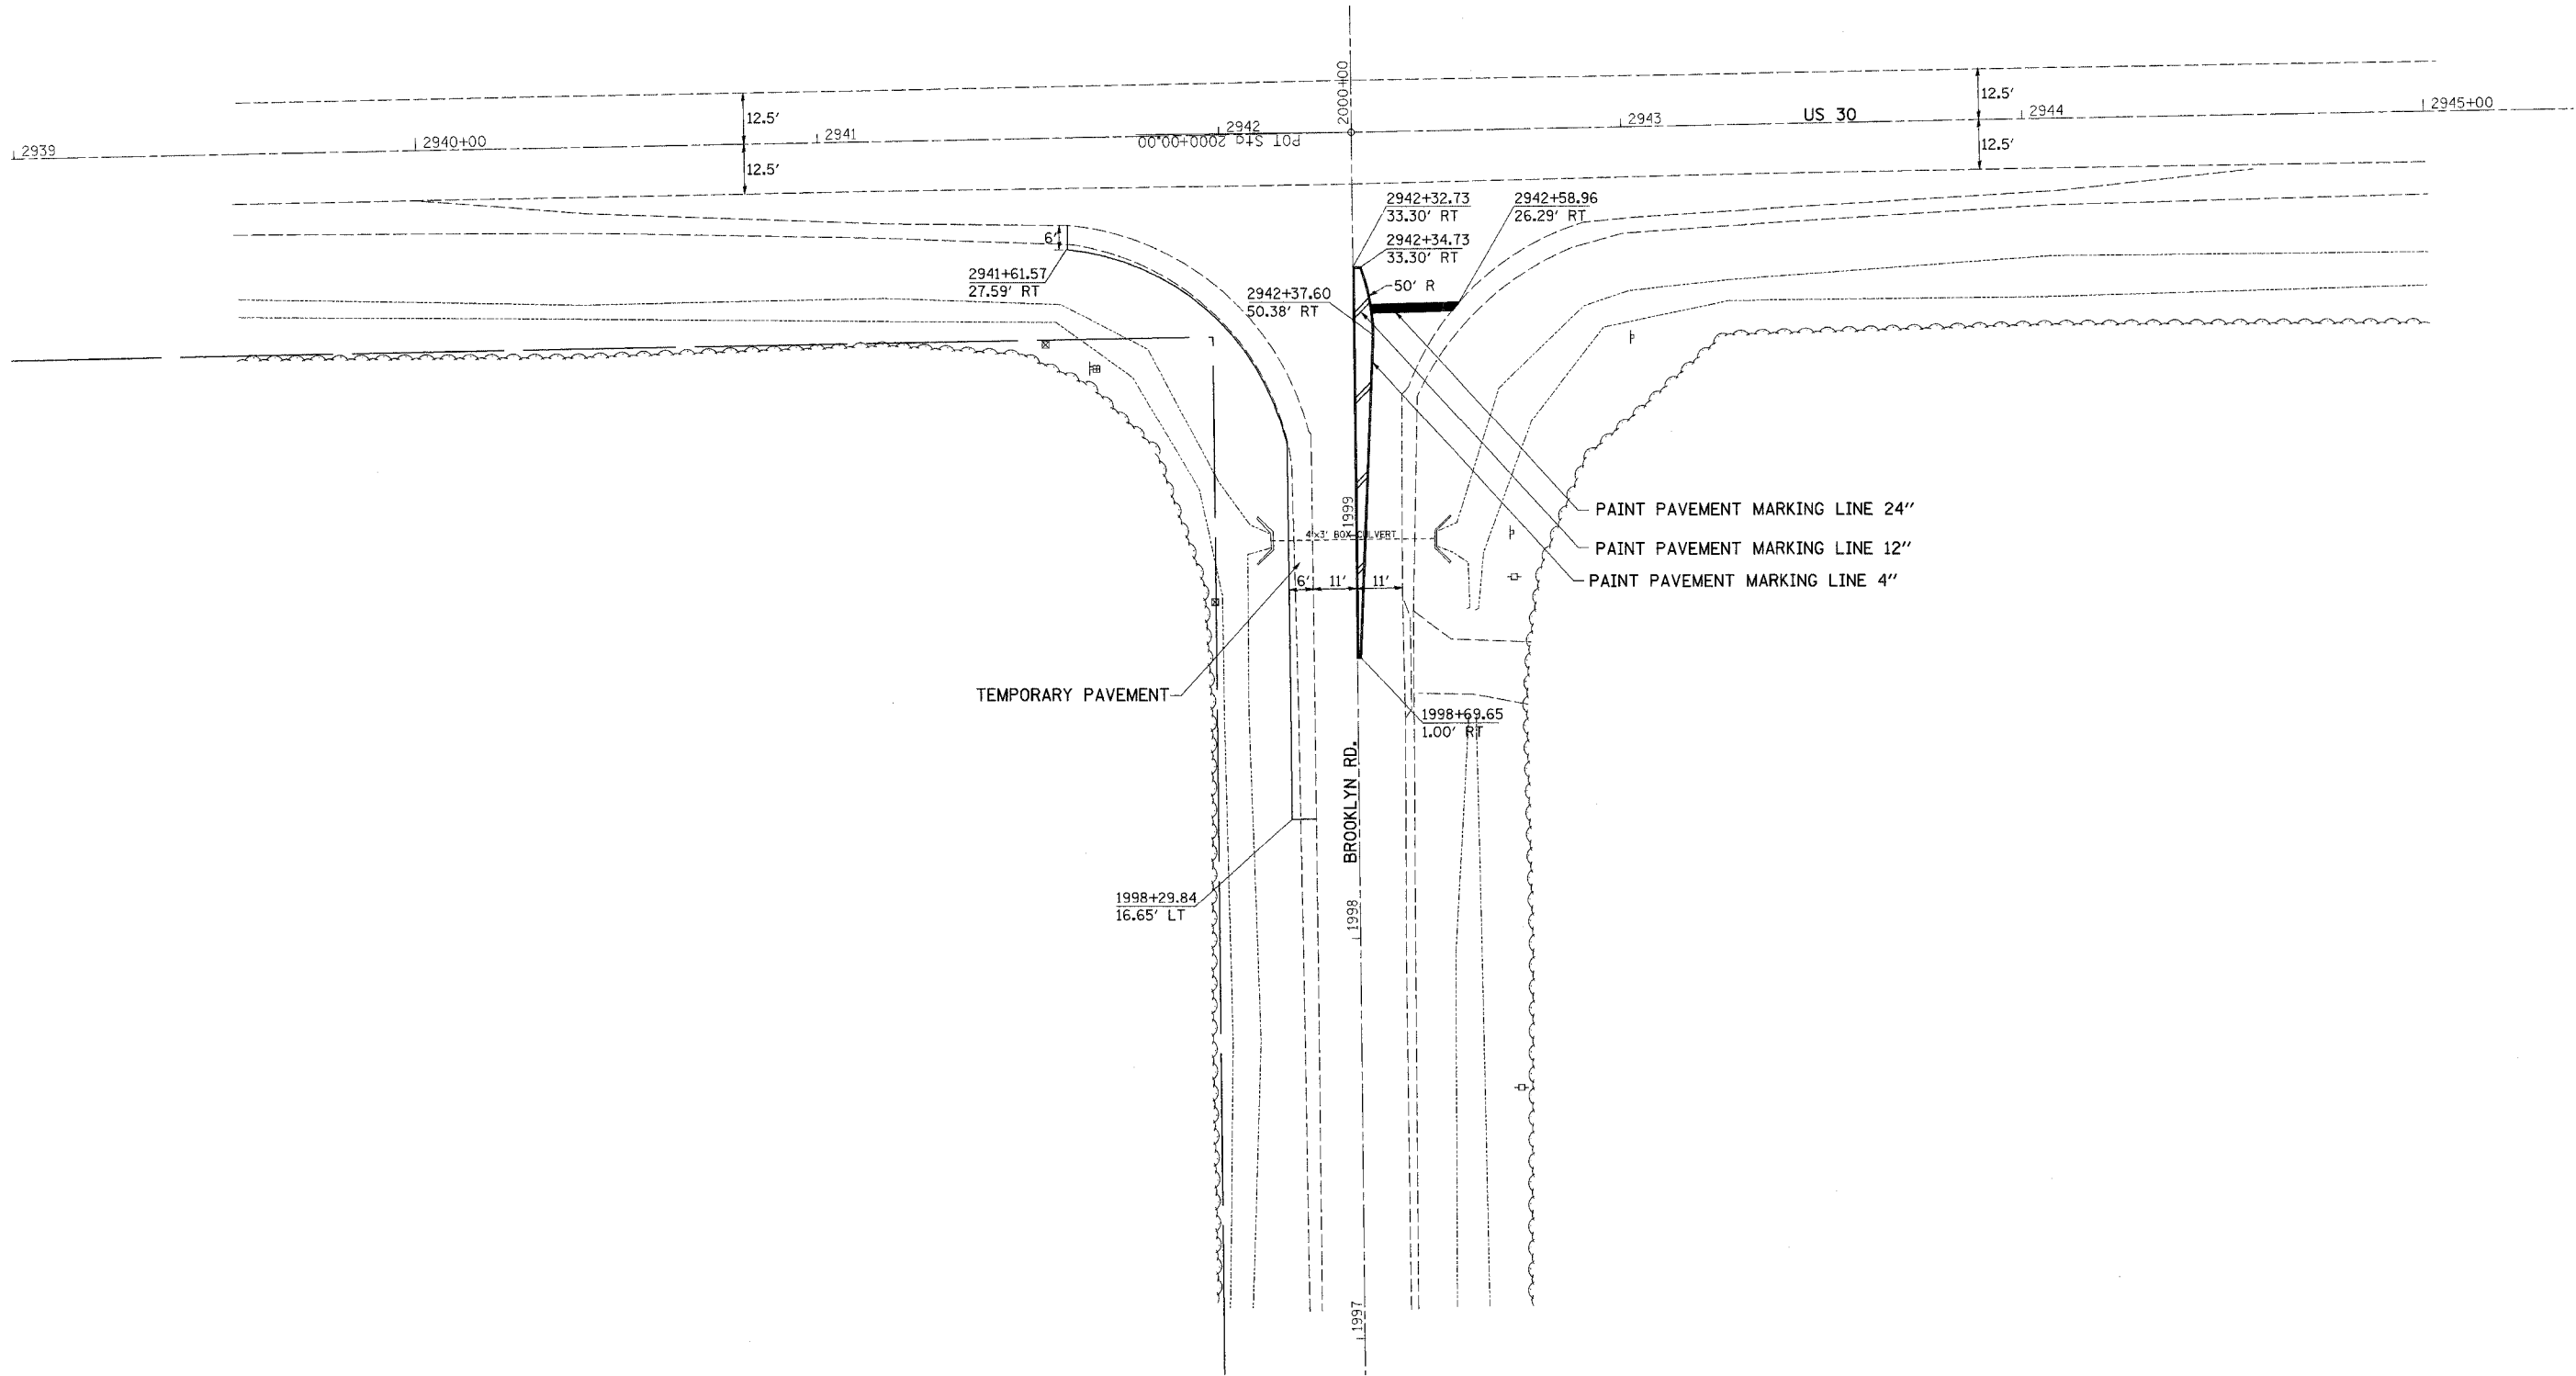 2000+00
12.5'
2945+00
US 30
2944
2943
12.5'
2942
2941
2940+00
2939
POT Sta 2000+00.00
12.5'
12.5'
2942+32.73
33.30' RT
2942+58.96
26.29' RT
6'
2942+34.73
33.30' RT
2941+61.57
27.59' RT
50' R
2942+37.60
50.38' RT
1999
PAINT PAVEMENT MARKING LINE 24"
4'x3' BOX CULVERT
PAINT PAVEMENT MARKING LINE 12"
6' 11' 11'
PAINT PAVEMENT MARKING LINE 4"
TEMPORARY PAVEMENT
1998+69.65
1.00' RT
BROOKLYN RD.
1998+29.84
16.65' LT
1998
1997